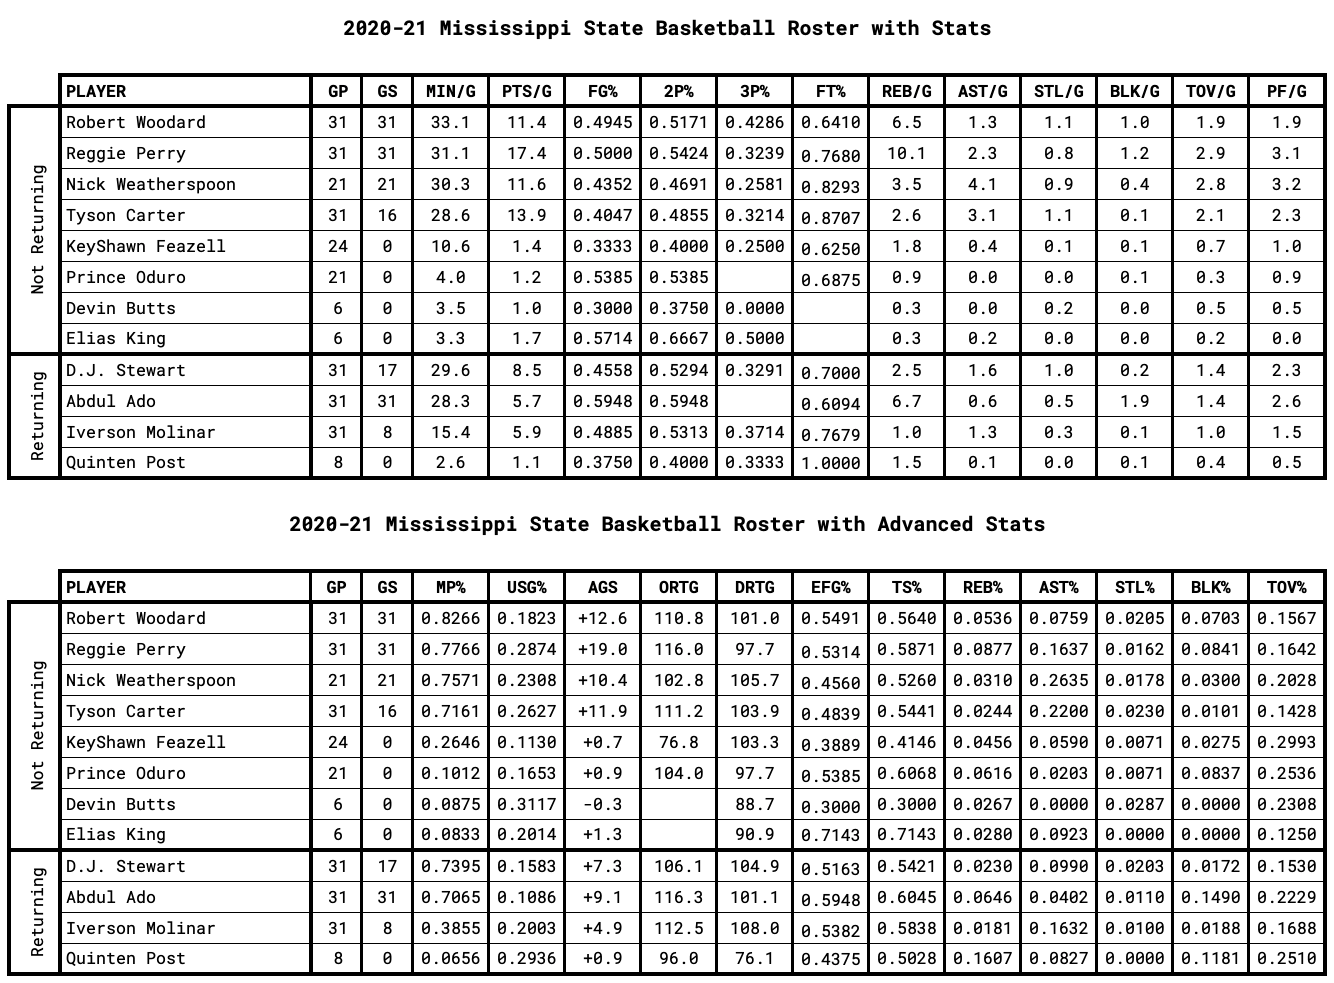 2020-21 Mississippi State Basketball Roster with Stats
PLAYER GP GS MIN/G PTS/G FG% 2P% 3P% FT% REB/G AST/G STL/G BLK/G TOV/G PF/G
Not Returning
Robert Woodard 31 31 33.1 11.4 0.4945 0.5171 0.4286 0.6410 6.5 1.3 1.1 1.0 1.9 1.9
Reggie Perry 31 31 31.1 17.4 0.5000 0.5424 0.3239 0.7680 10.1 2.3 0.8 1.2 2.9 3.1
Nick Weatherspoon 21 21 30.3 11.6 0.4352 0.4691 0.2581 0.8293 3.5 4.1 0.9 0.4 2.8 3.2
Tyson Carter 31 16 28.6 13.9 0.4047 0.4855 0.3214 0.8707 2.6 3.1 1.1 0.1 2.1 2.3
KeyShawn Feazell 24 0 10.6 1.4 0.3333 0.4000 0.2500 0.6250 1.8 0.4 0.1 0.1 0.7 1.0
Prince Oduro 21 0 4.0 1.2 0.5385 0.5385 0.6875 0.9 0.0 0.0 0.1 0.3 0.9
Devin Butts 6 0 3.5 1.0 0.3000 0.3750 0.0000 0.3 0.0 0.2 0.0 0.5 0.5
Elias King 6 0 3.3 1.7 0.5714 0.6667 0.5000 0.3 0.2 0.0 0.0 0.2 0.0
Returning
D.J. Stewart 31 17 29.6 8.5 0.4558 0.5294 0.3291 0.7000 2.5 1.6 1.0 0.2 1.4 2.3
Abdul Ado 31 31 28.3 5.7 0.5948 0.5948 0.6094 6.7 0.6 0.5 1.9 1.4 2.6
Iverson Molinar 31 8 15.4 5.9 0.4885 0.5313 0.3714 0.7679 1.0 1.3 0.3 0.1 1.0 1.5
Quinten Post 8 0 2.6 1.1 0.3750 0.4000 0.3333 1.0000 1.5 0.1 0.0 0.1 0.4 0.5
2020-21 Mississippi State Basketball Roster with Advanced Stats
PLAYER GP GS MP% USG% AGS ORTG DRTG EFG% TS% REB% AST% STL% BLK% TOV%
Not Returning
Robert Woodard 31 31 0.8266 0.1823 +12.6 110.8 101.0 0.5491 0.5640 0.0536 0.0759 0.0205 0.0703 0.1567
Reggie Perry 31 31 0.7766 0.2874 +19.0 116.0 97.7 0.5314 0.5871 0.0877 0.1637 0.0162 0.0841 0.1642
Nick Weatherspoon 21 21 0.7571 0.2308 +10.4 102.8 105.7 0.4560 0.5260 0.0310 0.2635 0.0178 0.0300 0.2028
Tyson Carter 31 16 0.7161 0.2627 +11.9 111.2 103.9 0.4839 0.5441 0.0244 0.2200 0.0230 0.0101 0.1428
KeyShawn Feazell 24 0 0.2646 0.1130 +0.7 76.8 103.3 0.3889 0.4146 0.0456 0.0590 0.0071 0.0275 0.2993
Prince Oduro 21 0 0.1012 0.1653 +0.9 104.0 97.7 0.5385 0.6068 0.0616 0.0203 0.0071 0.0837 0.2536
Devin Butts 6 0 0.0875 0.3117 -0.3 88.7 0.3000 0.3000 0.0267 0.0000 0.0287 0.0000 0.2308
Elias King 6 0 0.0833 0.2014 +1.3 90.9 0.7143 0.7143 0.0280 0.0923 0.0000 0.0000 0.1250
Returning
D.J. Stewart 31 17 0.7395 0.1583 +7.3 106.1 104.9 0.5163 0.5421 0.0230 0.0990 0.0203 0.0172 0.1530
Abdul Ado 31 31 0.7065 0.1086 +9.1 116.3 101.1 0.5948 0.6045 0.0646 0.0402 0.0110 0.1490 0.2229
Iverson Molinar 31 8 0.3855 0.2003 +4.9 112.5 108.0 0.5382 0.5838 0.0181 0.1632 0.0100 0.0188 0.1688
Quinten Post 8 0 0.0656 0.2936 +0.9 96.0 76.1 0.4375 0.5028 0.1607 0.0827 0.0000 0.1181 0.2510